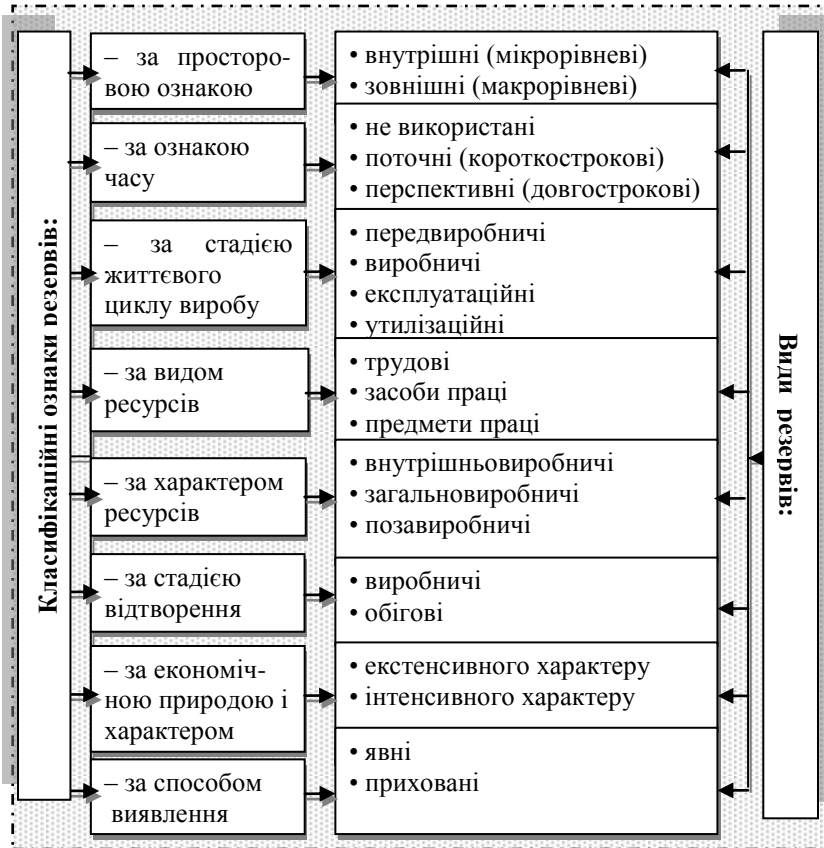 Класифікаційні ознаки резервів:
– за просторо-
вою ознакою
• внутрішні (мікрорівневі)
• зовнішні (макрорівневі)
– за ознакою
часу
• не використані
• поточні (короткострокові)
• перспективні (довгострокові)
– за стадією
життєвого
циклу виробу
• передвиробничі
• виробничі
• експлуатаційні
• утилізаційні
– за видом
ресурсів
• трудові
• засоби праці
• предмети праці
– за характером
ресурсів
• внутрішньовиробничі
• загальновиробничі
• позавиробничі
– за стадією
відтворення
• виробничі
• обігові
– за економіч-
ною природою і
характером
• екстенсивного характеру
• інтенсивного характеру
– за способом
виявлення
• явні
• приховані
Види резервів: